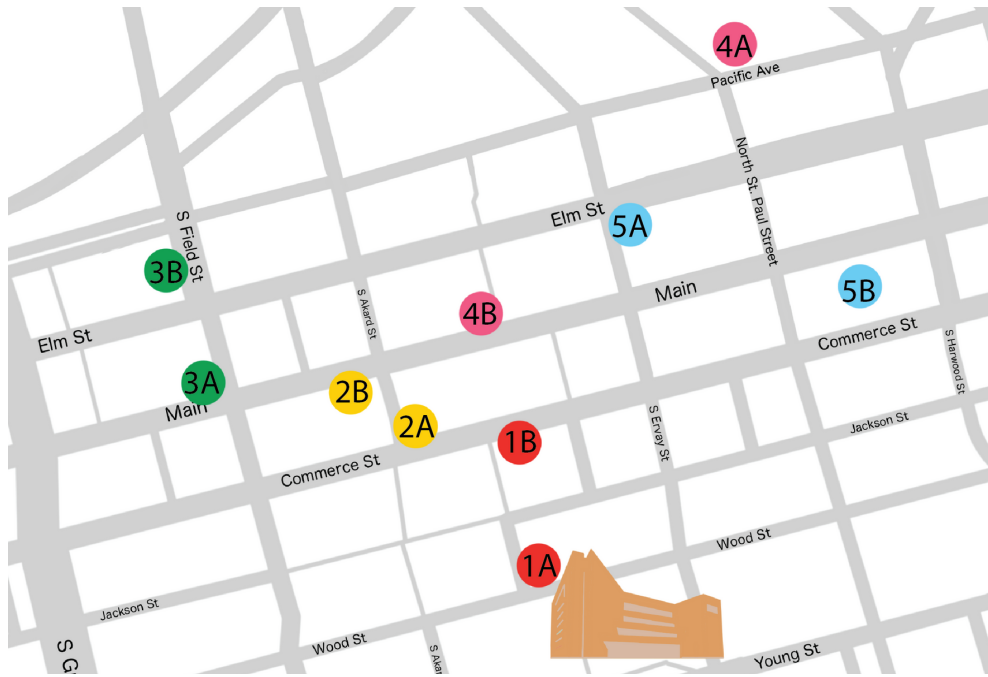 4A
Pacific Ave
North St. Paul Street
Elm St
5A
S Field St
3B
5B
4B
Main
S Akard St
Commerce St
Elm St
S Harwood St
3A
Main
2B
2A
1B
S Ervay St
Jackson St
Commerce St
Wood St
1A
Jackson St
Wood St
Young St